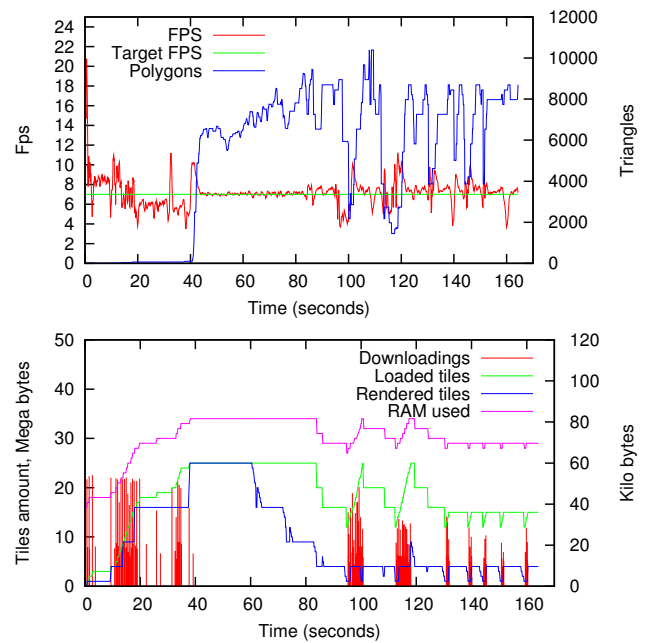 24
22
20
18
16
14
12
10
8
6
4
2
0
Fps
12000
10000
8000
6000
4000
2000
0
Triangles
FPS
Target FPS
Polygons
0 20 40 60 80 100 120 140 160
Time (seconds)
50
40
30
20
10
0
Tiles amount, Mega bytes
120
100
80
60
40
20
0
Kilo bytes
Downloadings
Loaded tiles
Rendered tiles
RAM used
0 20 40 60 80 100 120 140 160
Time (seconds)